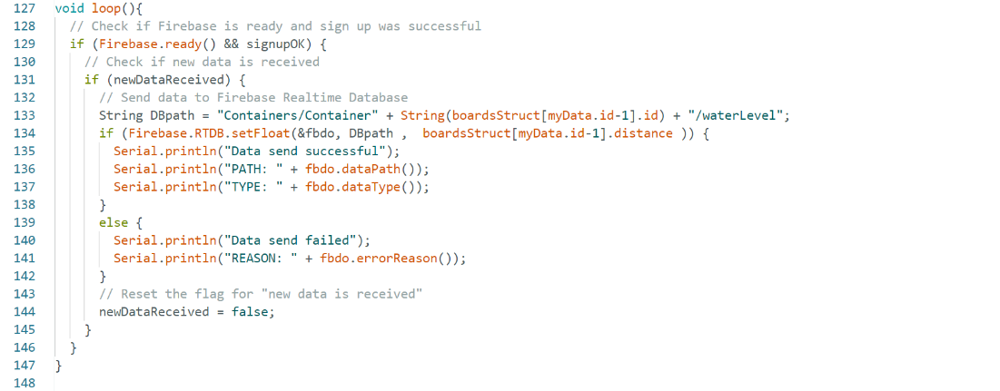 127 void loop(){
128 // Check if Firebase is ready and sign up was successful
129 if (Firebase.ready() && signupOK) {
130 // Check if new data is received
131 if (newDataReceived) {
132 // Send data to Firebase Realtime Database
133 String DBpath = "Containers/Container" + String(boardsStruct[myData.id-1].id) + "/waterLevel";
134 if (Firebase.RTDB.setFloat(&fbdo, DBpath ,  boardsStruct[myData.id-1].distance )) {
135 Serial.println("Data send successful");
136 Serial.println("PATH: " + fbdo.dataPath());
137 Serial.println("TYPE: " + fbdo.dataType());
138 }
139 else {
140 Serial.println("Data send failed");
141 Serial.println("REASON: " + fbdo.errorReason());
142 }
143 // Reset the flag for "new data is received"
144 newDataReceived = false;
145 }
146 }
147 }
148